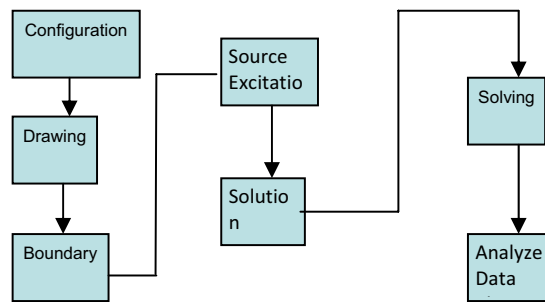 Configuration
Drawing
Boundary
Source
Excitatio
Solutio
n
Solving
Analyze
Data